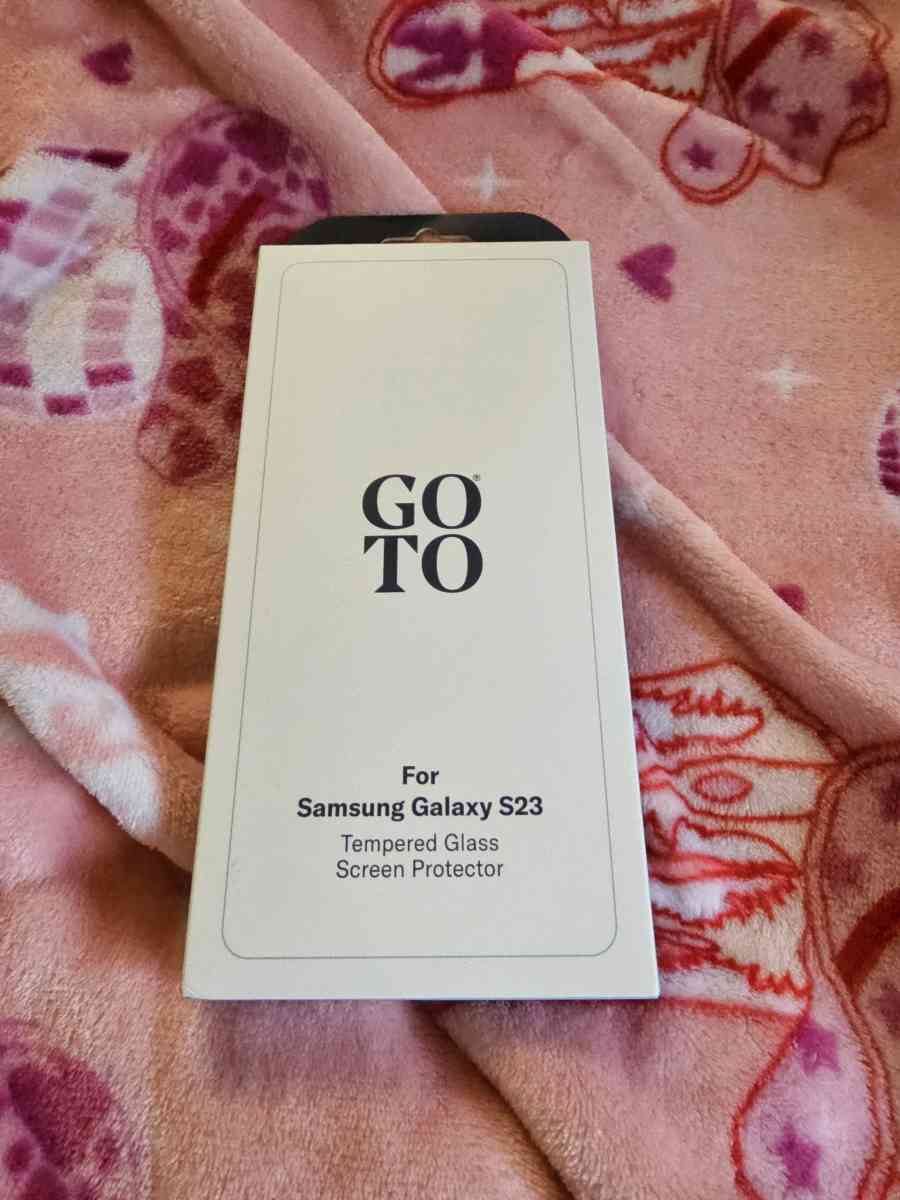 GO®
TO
For
Samsung Galaxy S23
Tempered Glass
Screen Protector